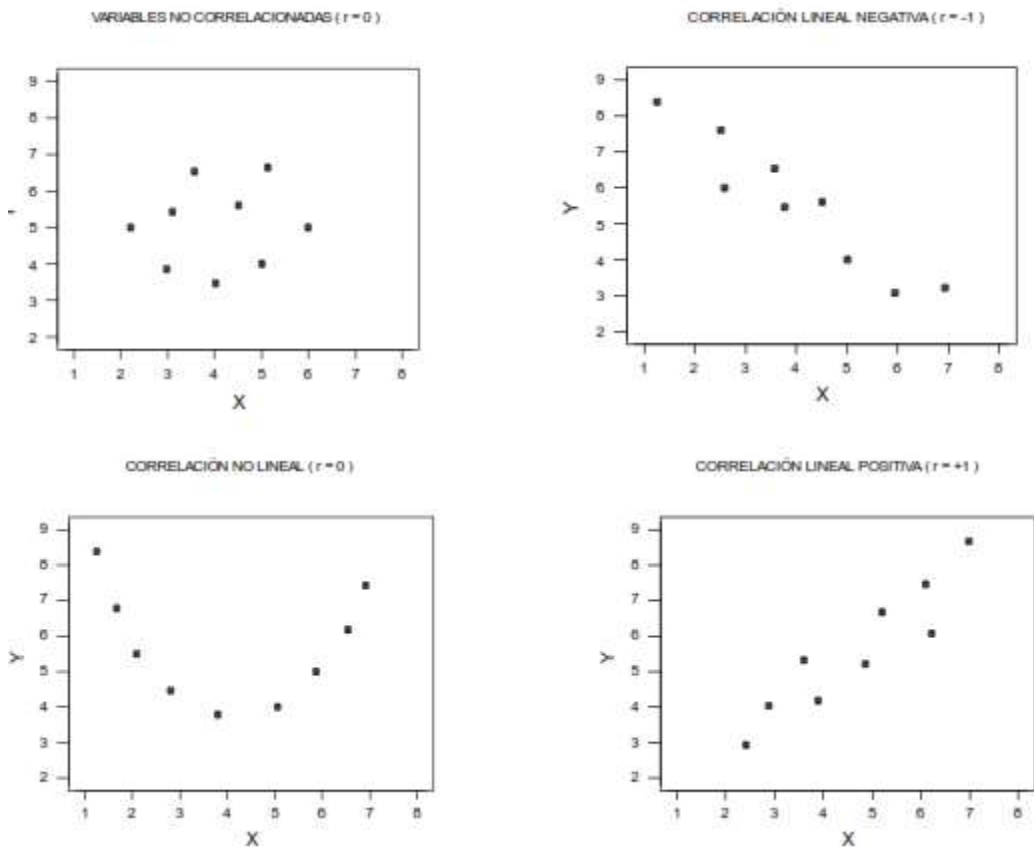 VARIABLES NO CORRELACIONADAS ( r = 0 )
9
8
7
6
5
4
3
2
1 2 3 4 5 6 7 8
X
CORRELACIÓN LINEAL NEGATIVA ( r = -1 )
9
8
7
6
5
4
3
2
Y
1 2 3 4 5 6 7 8
X
CORRELACIÓN NO LINEAL ( r = 0 )
9
8
7
6
5
4
3
2
Y
1 2 3 4 5 6 7 8
X
CORRELACIÓN LINEAL POSITIVA ( r = +1 )
9
8
7
6
5
4
3
2
Y
1 2 3 4 5 6 7 8
X